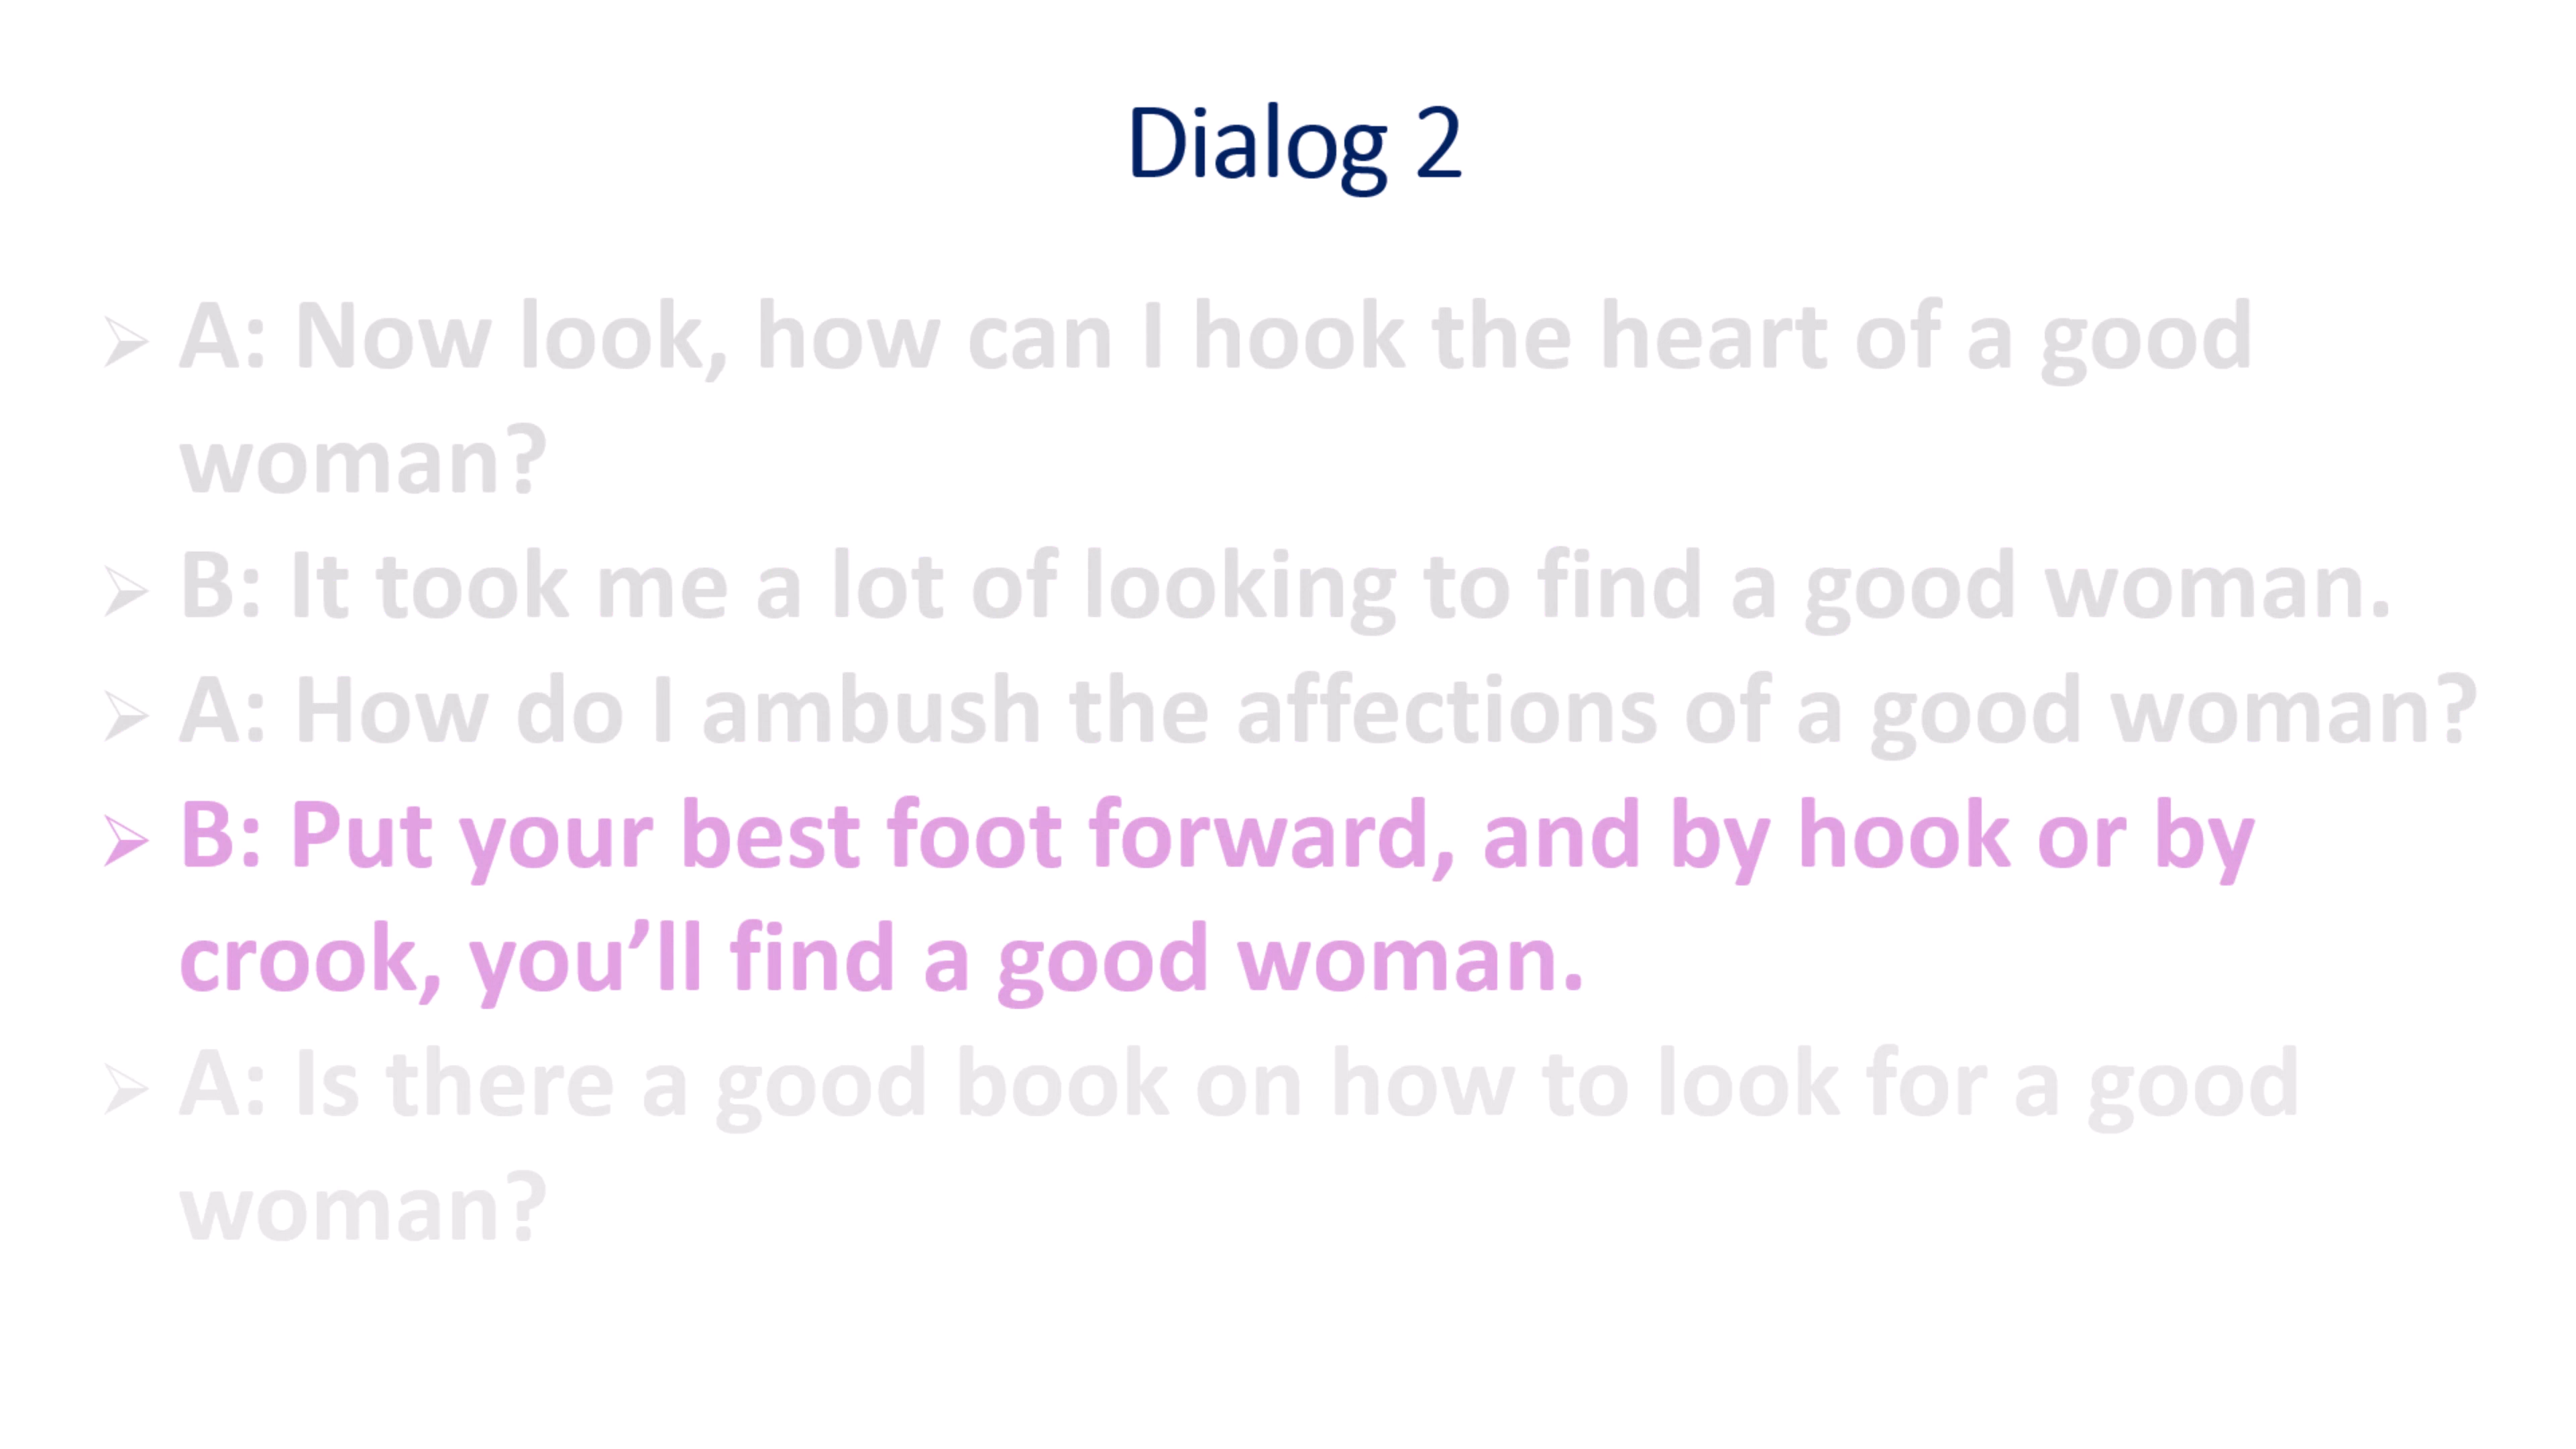 Dialog 2
A: Now look, how can I hook the heart of a good
woman?
B: It took me a lot of looking to find a good woman.
A: How do I ambush the affections of a good woman?
B: Put your best foot forward, and by hook or by
crook, you’ll find a good woman.
A: Is there a good book on how to look for a good
woman?